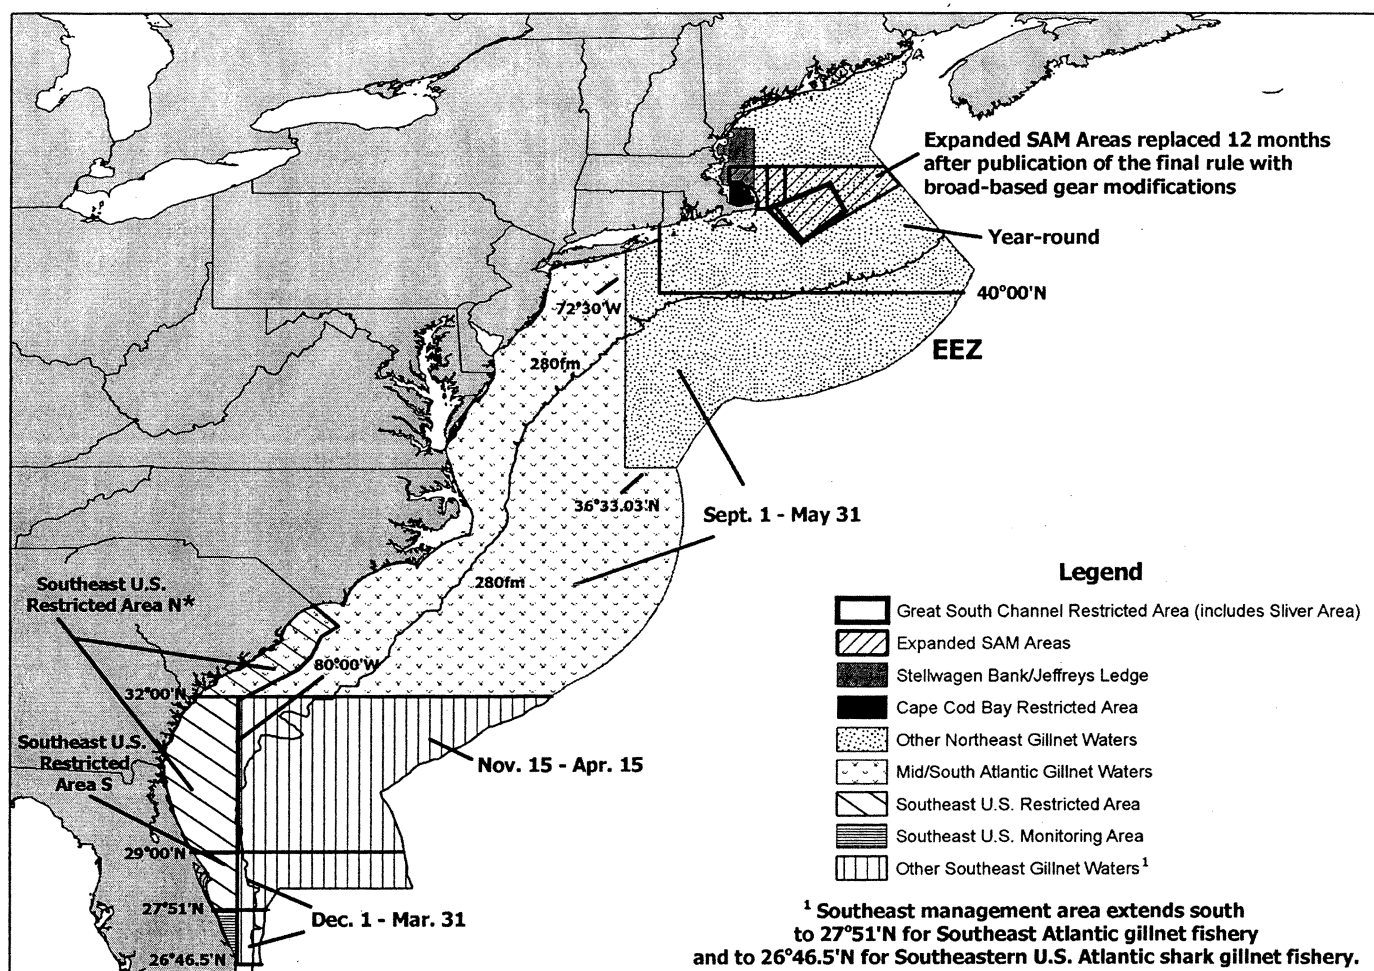 Expanded SAM Areas replaced 12 months
after publication of the final rule with
broad-based gear modifications
Year-round
40°00'N
72°30'W
EEZ
280fm
36°33.03'N
Sept. 1 - May 31
280fm
Southeast U.S.
Restricted Area N*
80°00'W
32°00'N
Southeast U.S.
Restricted
Area S
Nov. 15 - Apr. 15
29°00'N
27°51'N
Dec. 1 - Mar. 31
26°46.5'N
Legend
Great South Channel Restricted Area (includes Sliver Area)
Expanded SAM Areas
Stellwagen Bank/Jeffreys Ledge
Cape Cod Bay Restricted Area
Other Northeast Gillnet Waters
Mid/South Atlantic Gillnet Waters
Southeast U.S. Restricted Area
Southeast U.S. Monitoring Area
Other Southeast Gillnet Waters¹
¹ Southeast management area extends south
to 27°51'N for Southeast Atlantic gillnet fishery
and to 26°46.5'N for Southeastern U.S. Atlantic shark gillnet fishery.